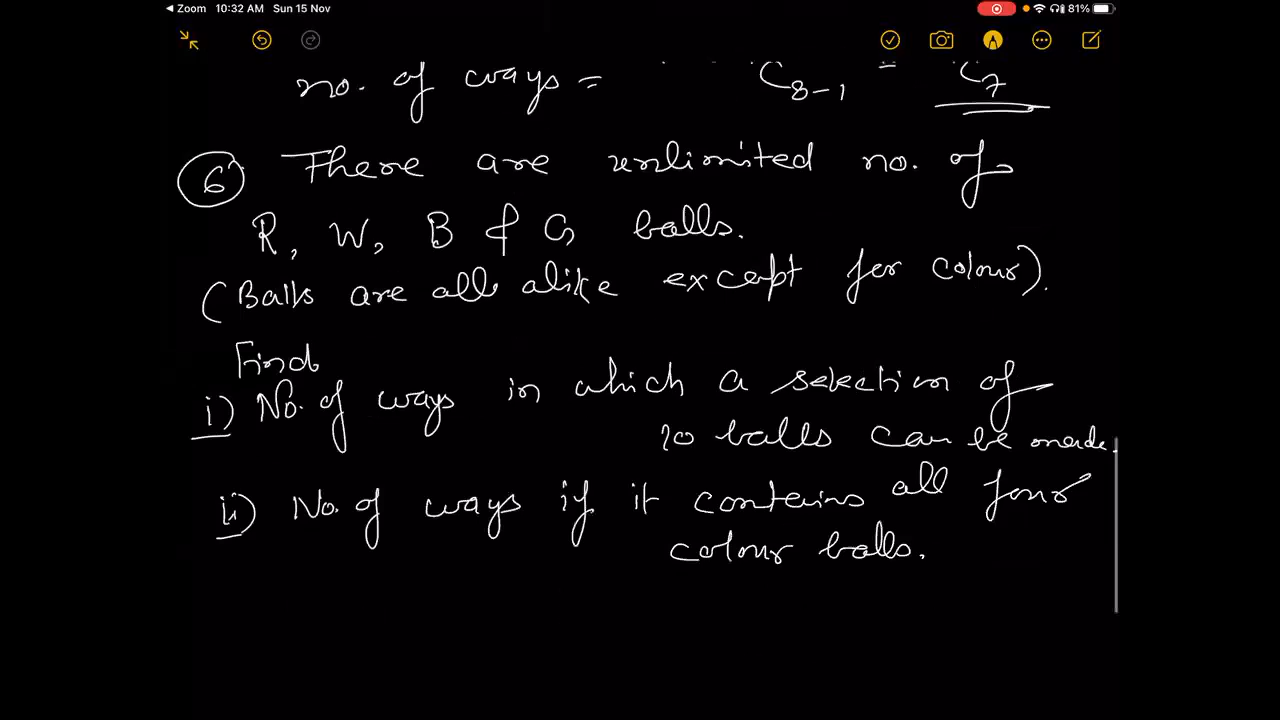 Zoom 10:32 AM Sun 15 Nov 81%
no. of ways = C8-1 = C7
6 There are unlimited no. of
R, W, B & G balls.
(Balls are all alike except for colour).
Find
i) No. of ways in which a selection of
10 balls can be made.
ii) No. of ways if it contains all four
colour balls.